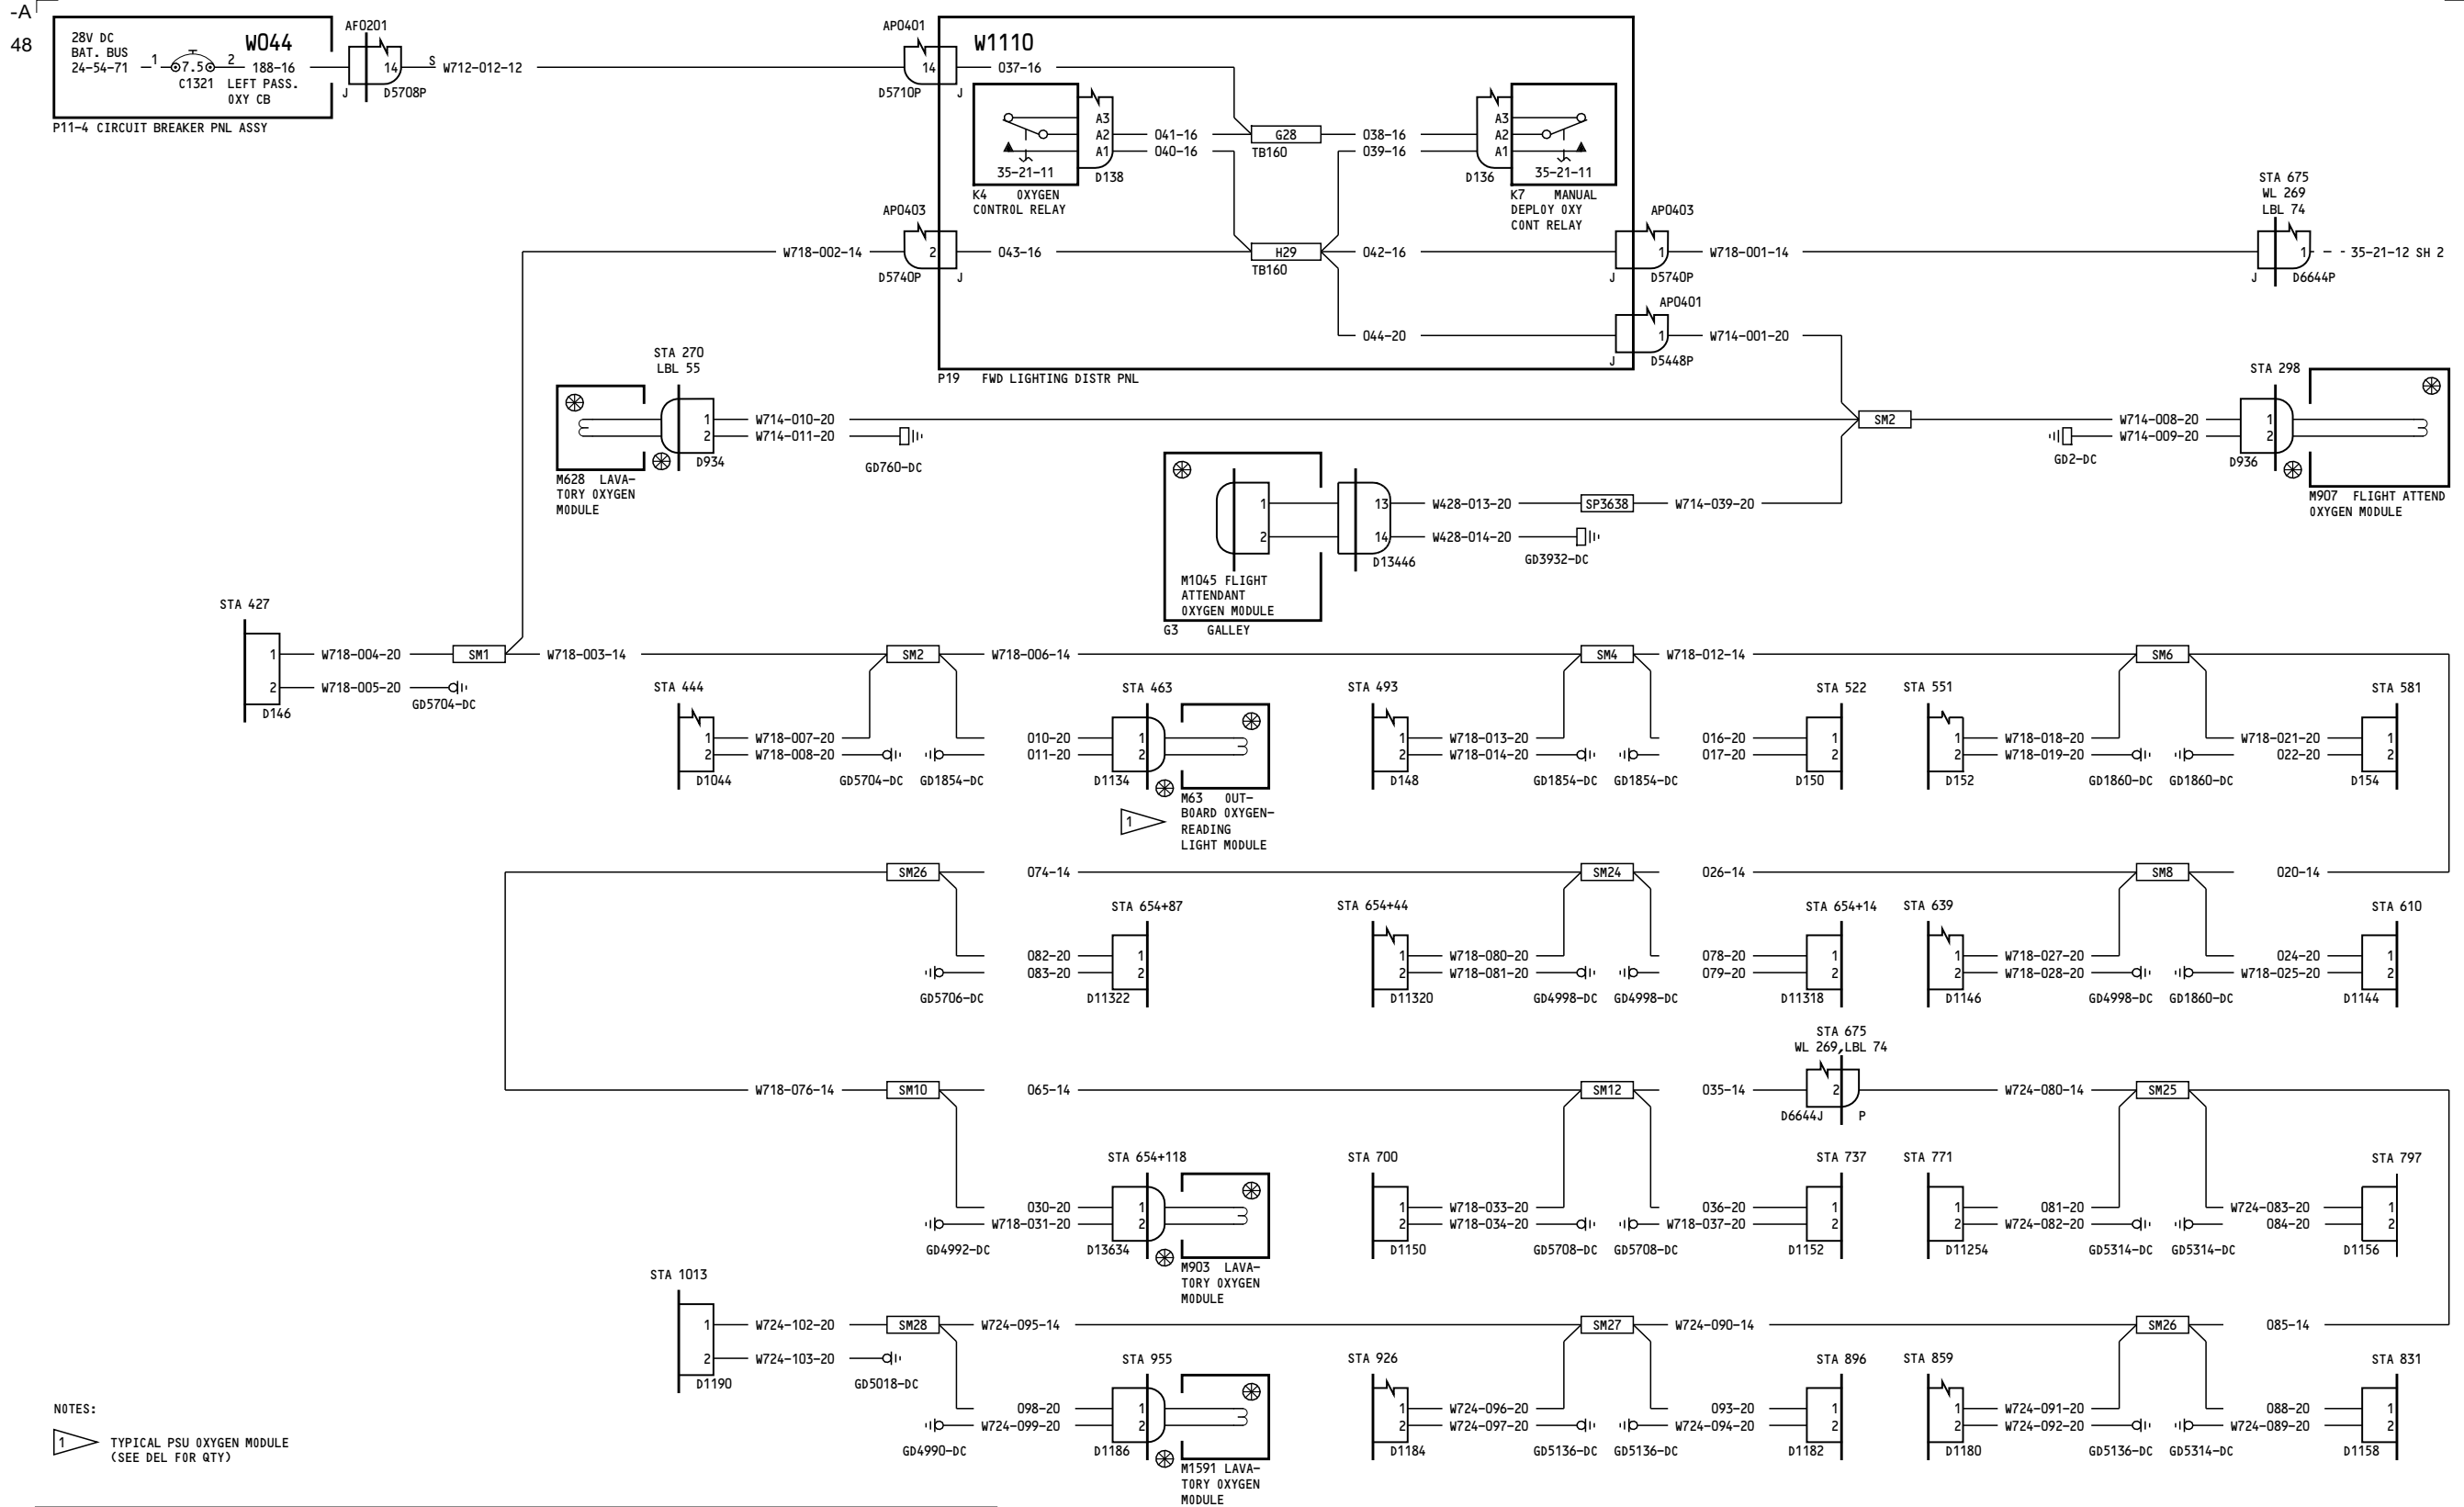 -A
48
28V DC
BAT. BUS
24-54-71
1
7.5
2
C1321
W044
188-16
LEFT PASS.
OXY CB
P11-4 CIRCUIT BREAKER PNL ASSY
AF0201
14
J
D5708P
S
W712-012-12
AP0401
14
D5710P
J
W1110
037-16
A3
A2
A1
35-21-11
D138
K4 OXYGEN
CONTROL RELAY
041-16
040-16
G28
TB160
038-16
039-16
A3
A2
A1
35-21-11
D136
K7 MANUAL
DEPLOY OXY
CONT RELAY
W718-002-14
AP0403
2
D5740P
J
043-16
H29
TB160
042-16
AP0403
1
J
D5740P
W718-001-14
STA 675
WL 269
LBL 74
1
J
D6644P
35-21-12 SH 2
044-20
AP0401
1
J
D5448P
W714-001-20
P19 FWD LIGHTING DISTR PNL
STA 270
LBL 55
1
2
D934
M628 LAVA-
TORY OXYGEN
MODULE
W714-010-20
W714-011-20
GD760-DC
SM2
W714-008-20
W714-009-20
GD2-DC
STA 298
1
2
D936
M907 FLIGHT ATTEND
OXYGEN MODULE
1
2
M1045 FLIGHT
ATTENDANT
OXYGEN MODULE
G3 GALLEY
13
14
D13446
W428-013-20
SP3638
W714-039-20
W428-014-20
GD3932-DC
STA 427
1
2
D146
W718-004-20
SM1
W718-003-14
SM2
W718-006-14
SM4
W718-012-14
SM6
W718-005-20
GD5704-DC
STA 444
1
2
D1044
W718-007-20
W718-008-20
GD5704-DC
GD1854-DC
010-20
011-20
STA 463
1
2
D1134
M63 OUT-
BOARD OXYGEN-
READING
LIGHT MODULE
1
STA 493
1
2
D148
W718-013-20
W718-014-20
GD1854-DC
GD1854-DC
016-20
017-20
STA 522
1
2
D150
STA 551
1
2
D152
W718-018-20
W718-019-20
GD1860-DC
GD1860-DC
W718-021-20
022-20
STA 581
1
2
D154
SM26
074-14
SM24
026-14
SM8
020-14
STA 654+87
082-20
083-20
1
2
GD5706-DC
D11322
STA 654+44
1
2
D11320
W718-080-20
W718-081-20
GD4998-DC
GD4998-DC
078-20
079-20
STA 654+14
1
2
D11318
STA 639
1
2
D1146
W718-027-20
W718-028-20
GD4998-DC
GD1860-DC
024-20
W718-025-20
STA 610
1
2
D1144
STA 675
WL 269,LBL 74
W718-076-14
SM10
065-14
SM12
035-14
2
D6644J
P
W724-080-14
SM25
STA 654+118
030-20
W718-031-20
1
2
GD4992-DC
D13634
M903 LAVA-
TORY OXYGEN
MODULE
STA 700
1
2
D1150
W718-033-20
W718-034-20
GD5708-DC
GD5708-DC
036-20
W718-037-20
STA 737
1
2
D1152
STA 771
1
2
D11254
081-20
W724-082-20
GD5314-DC
GD5314-DC
W724-083-20
084-20
STA 797
1
2
D1156
STA 1013
1
2
D1190
W724-102-20
SM28
W724-095-14
SM27
W724-090-14
SM26
085-14
W724-103-20
GD5018-DC
STA 955
098-20
W724-099-20
1
2
GD4990-DC
D1186
M1591 LAVA-
TORY OXYGEN
MODULE
STA 926
1
2
D1184
W724-096-20
W724-097-20
GD5136-DC
GD5136-DC
093-20
W724-094-20
STA 896
1
2
D1182
STA 859
1
2
D1180
W724-091-20
W724-092-20
GD5136-DC
GD5314-DC
088-20
W724-089-20
STA 831
1
2
D1158
NOTES:
1
TYPICAL PSU OXYGEN MODULE
(SEE DEL FOR QTY)